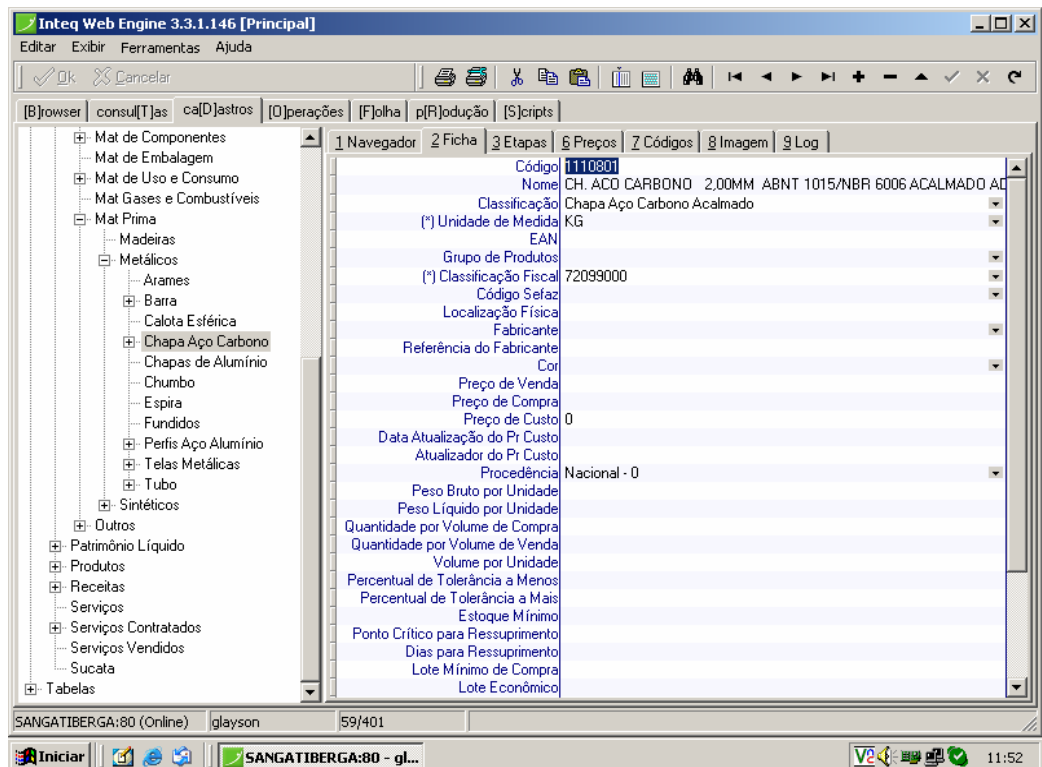 Inteq Web Engine 3.3.1.146 [Principal]
Editar Exibir Ferramentas Ajuda
Ok Cancelar
[B]rowser consul[T]as ca[D]astros [O]perações [F]olha p[R]odução [S]cripts
Mat de Componentes
Mat de Embalagem
Mat de Uso e Consumo
Mat Gases e Combustíveis
Mat Prima
Madeiras
Metálicos
Arames
Barra
Calota Esférica
Chapa Aço Carbono
Chapas de Alumínio
Chumbo
Espira
Fundidos
Perfis Aço Alumínio
Telas Metálicas
Tubo
Sintéticos
Outros
Patrimônio Líquido
Produtos
Receitas
Serviços
Serviços Contratados
Serviços Vendidos
Sucata
Tabelas
1 Navegador 2 Ficha 3 Etapas 6 Preços 7 Códigos 8 Imagem 9 Log
Código 1110801
Nome CH. ACO CARBONO 2,00MM ABNT 1015/NBR 6006 ACALMADO AD
Classificação Chapa Aço Carbono Acalmado
(*) Unidade de Medida KG
EAN
Grupo de Produtos
(*) Classificação Fiscal 72099000
Código Sefaz
Localização Física
Fabricante
Referência do Fabricante
Cor
Preço de Venda
Preço de Compra
Preço de Custo 0
Data Atualização do Pr Custo
Atualizador do Pr Custo
Procedência Nacional - 0
Peso Bruto por Unidade
Peso Líquido por Unidade
Quantidade por Volume de Compra
Quantidade por Volume de Venda
Volume por Unidade
Percentual de Tolerância a Menos
Percentual de Tolerância a Mais
Estoque Mínimo
Ponto Crítico para Ressuprimento
Dias para Ressuprimento
Lote Mínimo de Compra
Lote Econômico
SANGATIBERGA:80 (Online) glayson 59/401
Iniciar SANGATIBERGA:80 - gl... 11:52